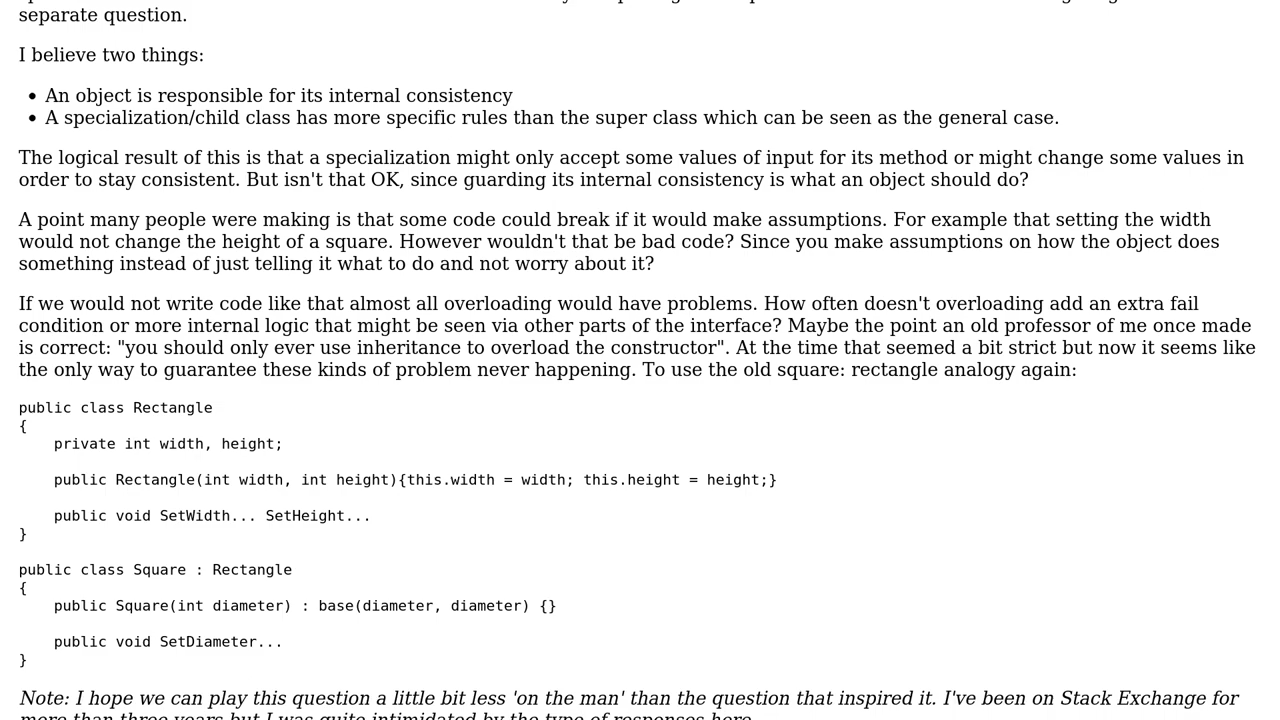 separate question.
I believe two things:
• An object is responsible for its internal consistency
• A specialization/child class has more specific rules than the super class which can be seen as the general case.
The logical result of this is that a specialization might only accept some values of input for its method or might change some values in
order to stay consistent. But isn't that OK, since guarding its internal consistency is what an object should do?
A point many people were making is that some code could break if it would make assumptions. For example that setting the width
would not change the height of a square. However wouldn't that be bad code? Since you make assumptions on how the object does
something instead of just telling it what to do and not worry about it?
If we would not write code like that almost all overloading would have problems. How often doesn't overloading add an extra fail
condition or more internal logic that might be seen via other parts of the interface? Maybe the point an old professor of me once made
is correct: "you should only ever use inheritance to overload the constructor". At the time that seemed a bit strict but now it seems like
the only way to guarantee these kinds of problem never happening. To use the old square: rectangle analogy again:
public class Rectangle
{
    private int width, height;
    public Rectangle(int width, int height){this.width = width; this.height = height;}
    public void SetWidth... SetHeight...
}
public class Square : Rectangle
{
    public Square(int diameter) : base(diameter, diameter) {}
    public void SetDiameter...
}
Note: I hope we can play this question a little bit less 'on the man' than the question that inspired it. I've been on Stack Exchange for
more than three years but I was quite intimidated by the type of responses here.